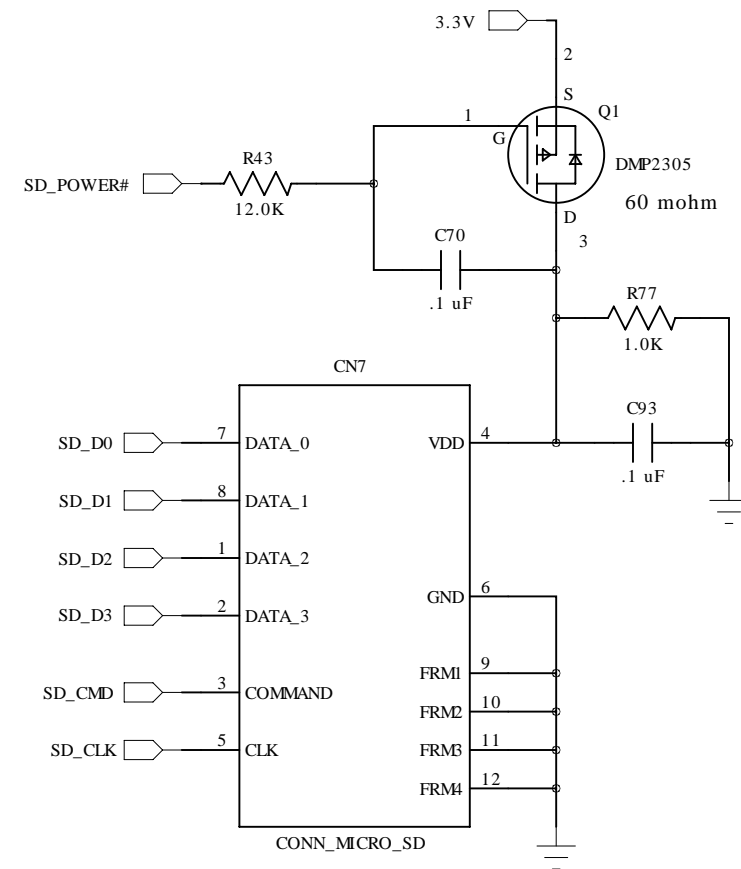 3.3V
2
S
Q1
1
G
DMP2305
60 mohm
D
3
R43
SD_POWER#
12.0K
C70
.1 uF
R77
1.0K
CN7
C93
.1 uF
SD_D0
7
DATA_0
VDD
4
SD_D1
8
DATA_1
SD_D2
1
DATA_2
SD_D3
2
DATA_3
GND
6
SD_CMD
3
COMMAND
FRM1
9
FRM2
10
SD_CLK
5
CLK
FRM3
11
FRM4
12
CONN_MICRO_SD